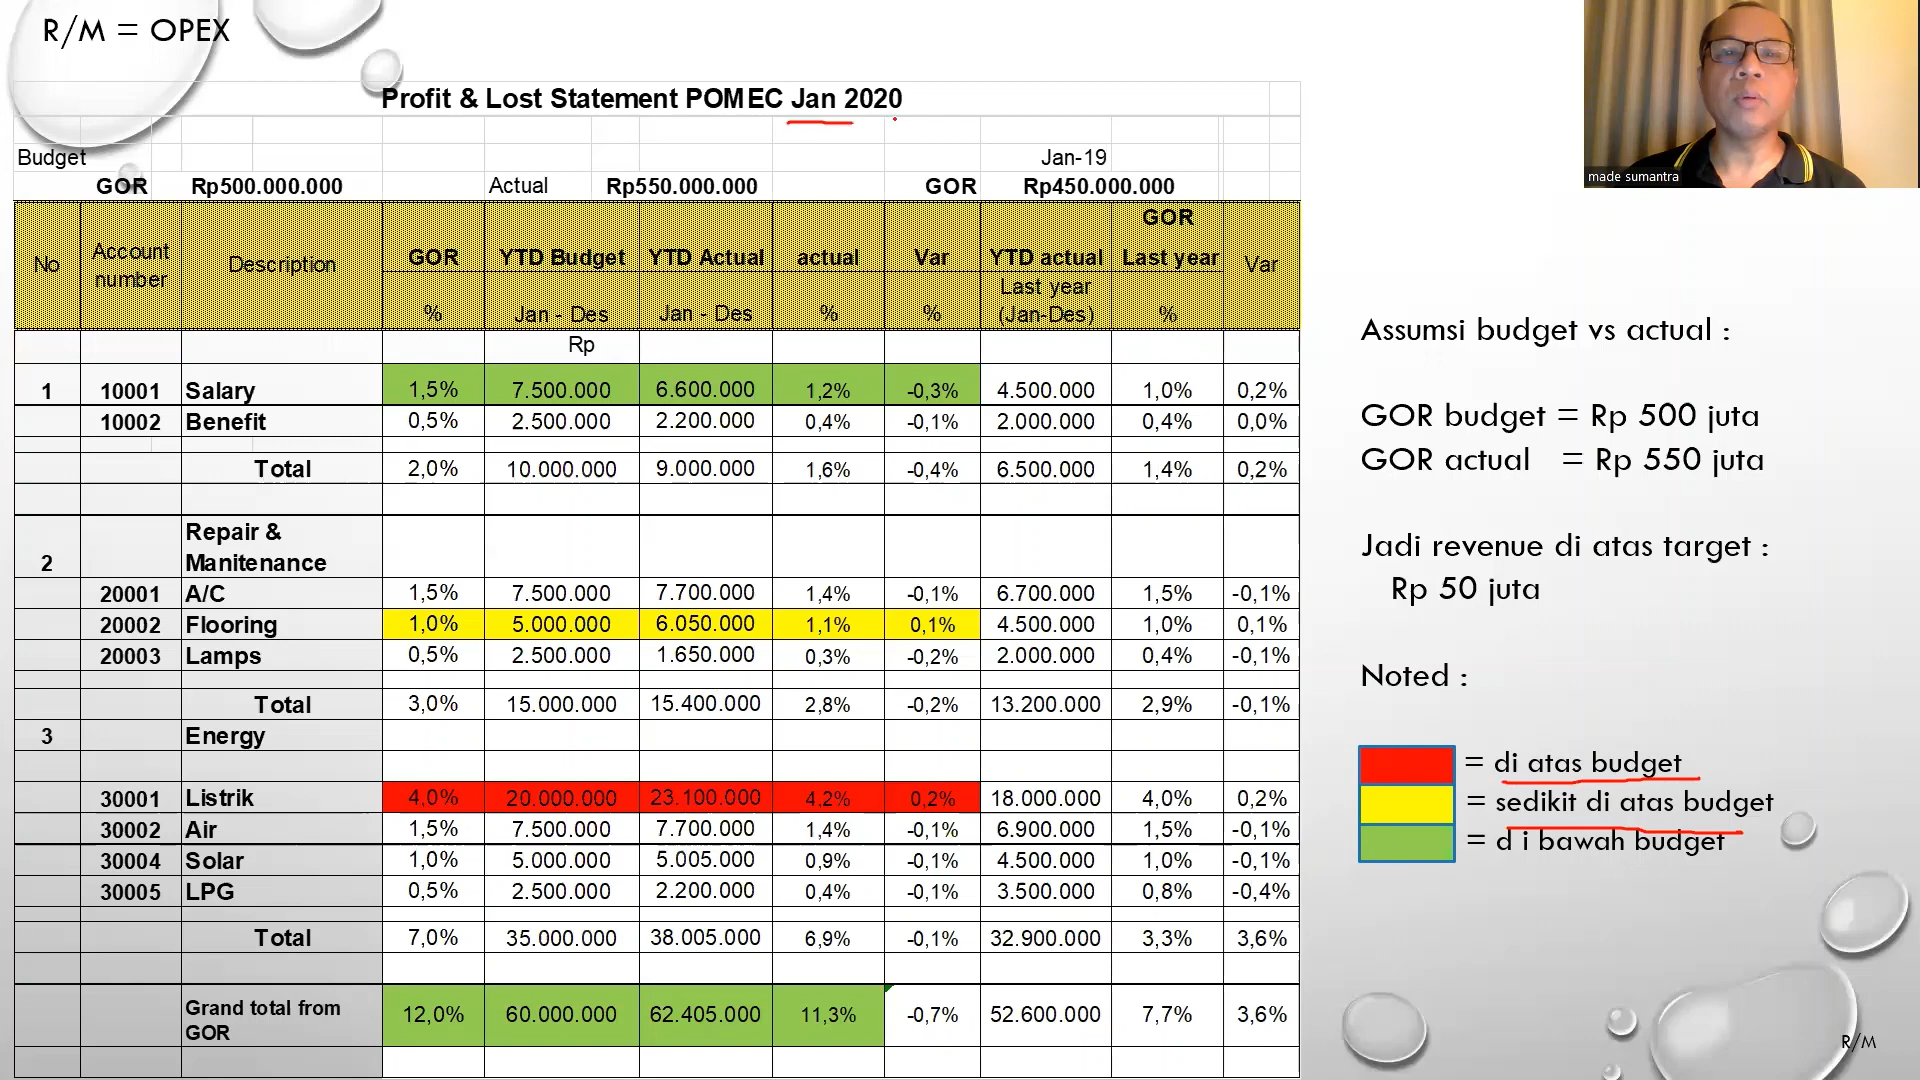 R/M = OPEX
made sumantra
Profit & Lost Statement POMEC Jan 2020
Budget Jan-19
GOR Rp500.000.000 Actual Rp550.000.000 GOR Rp450.000.000
No Account number Description GOR % YTD Budget Jan - Des YTD Actual Jan - Des actual % Var % YTD actual Last year (Jan-Des) GOR Last year % Var
Rp
1 10001 Salary 1,5% 7.500.000 6.600.000 1,2% -0,3% 4.500.000 1,0% 0,2%
10002 Benefit 0,5% 2.500.000 2.200.000 0,4% -0,1% 2.000.000 0,4% 0,0%
Total 2,0% 10.000.000 9.000.000 1,6% -0,4% 6.500.000 1,4% 0,2%
Repair &
2 Manitenance
20001 A/C 1,5% 7.500.000 7.700.000 1,4% -0,1% 6.700.000 1,5% -0,1%
20002 Flooring 1,0% 5.000.000 6.050.000 1,1% 0,1% 4.500.000 1,0% 0,1%
20003 Lamps 0,5% 2.500.000 1.650.000 0,3% -0,2% 2.000.000 0,4% -0,1%
Total 3,0% 15.000.000 15.400.000 2,8% -0,2% 13.200.000 2,9% -0,1%
3 Energy
30001 Listrik 4,0% 20.000.000 23.100.000 4,2% 0,2% 18.000.000 4,0% 0,2%
30002 Air 1,5% 7.500.000 7.700.000 1,4% -0,1% 6.900.000 1,5% -0,1%
30004 Solar 1,0% 5.000.000 5.005.000 0,9% -0,1% 4.500.000 1,0% -0,1%
30005 LPG 0,5% 2.500.000 2.200.000 0,4% -0,1% 3.500.000 0,8% -0,4%
Total 7,0% 35.000.000 38.005.000 6,9% -0,1% 32.900.000 3,3% 3,6%
Grand total from GOR 12,0% 60.000.000 62.405.000 11,3% -0,7% 52.600.000 7,7% 3,6%
Assumsi budget vs actual :
GOR budget = Rp 500 juta
GOR actual = Rp 550 juta
Jadi revenue di atas target :
Rp 50 juta
Noted :
= di atas budget
= sedikit di atas budget
= d i bawah budget
R/M